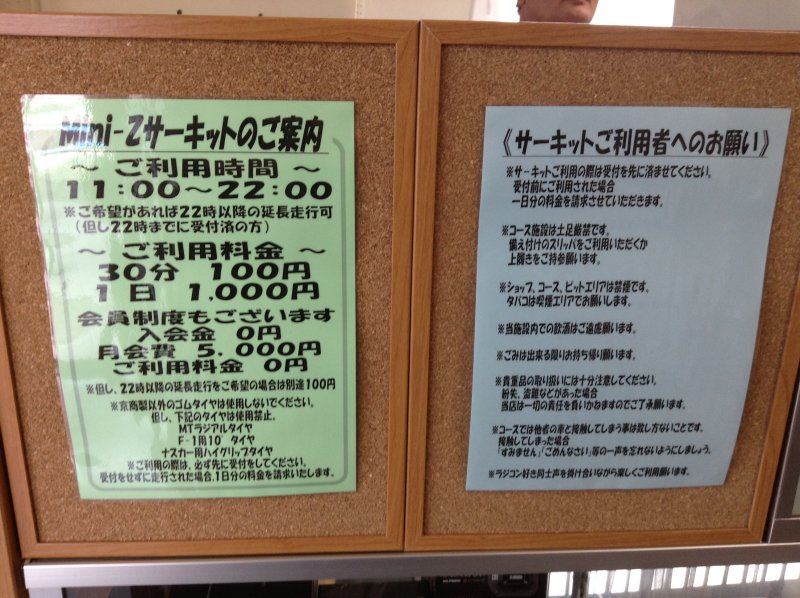 Mini-Zサーキットのご案内
～ ご利用時間 ～
11:00～22:00
※ご希望があれば22時以降の延長走行可
(但し22時までに受付済の方)
～ ご利用料金 ～
30分 100円
1日 1,000円
会員制度もございます
入会金 0円
月会費 5,000円
ご利用料金 0円
※但し、22時以降の延長走行をご希望の場合は別途100円
※京商製以外のゴムタイヤは使用しないでください。
但し、下記のタイヤは使用禁止。
MTラジアルタイヤ
F-1用10°タイヤ
ナスカー用ハイグリップタイヤ
※ご利用の際は、必ず先に受付をしてください。
受付をせずに走行された場合、1日分の料金を請求いたします。
《サーキットご利用者へのお願い》
※サーキットご利用の際は受付を先に済ませてください。
受付前にご利用された場合
一日分の料金を請求させていただきます。
※コース施設は土足厳禁です。
備え付けのスリッパをご利用いただくか
上履きをご持参願います。
※ショップ、コース、ピットエリアは禁煙です。
タバコは喫煙エリアでお願いします。
※当施設内での飲酒はご遠慮願います。
※ごみは出来る限りお持ち帰り願います。
※貴重品の取り扱いには十分注意してください。
紛失、盗難などがあった場合
当店は一切の責任を負いかねますのでご了承願います。
※コースでは他者の車と接触してしまう事は致し方ないことです。
接触してしまった場合
「すみません」「ごめんなさい」等の一声を忘れないようにしましょう。
※ラジコン好き同士声を掛け合いながら楽しくご利用願います。